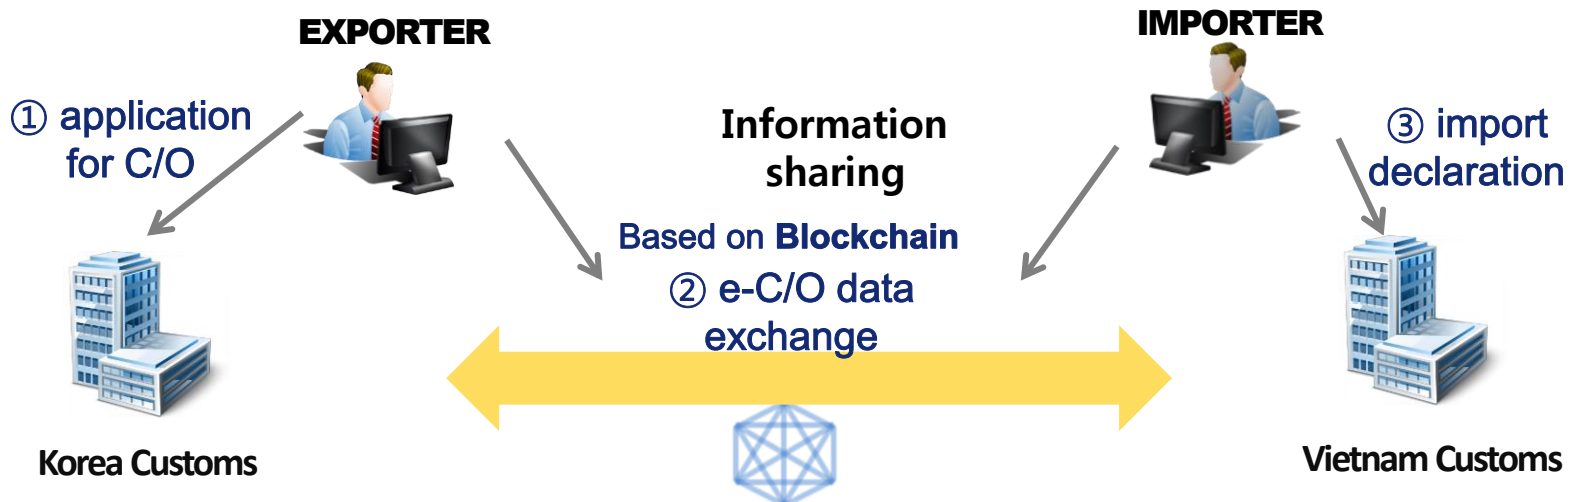 EXPORTER
IMPORTER
① application
for C/O
Information
sharing
③ import
declaration
Based on Blockchain
② e-C/O data
exchange
Korea Customs
Vietnam Customs